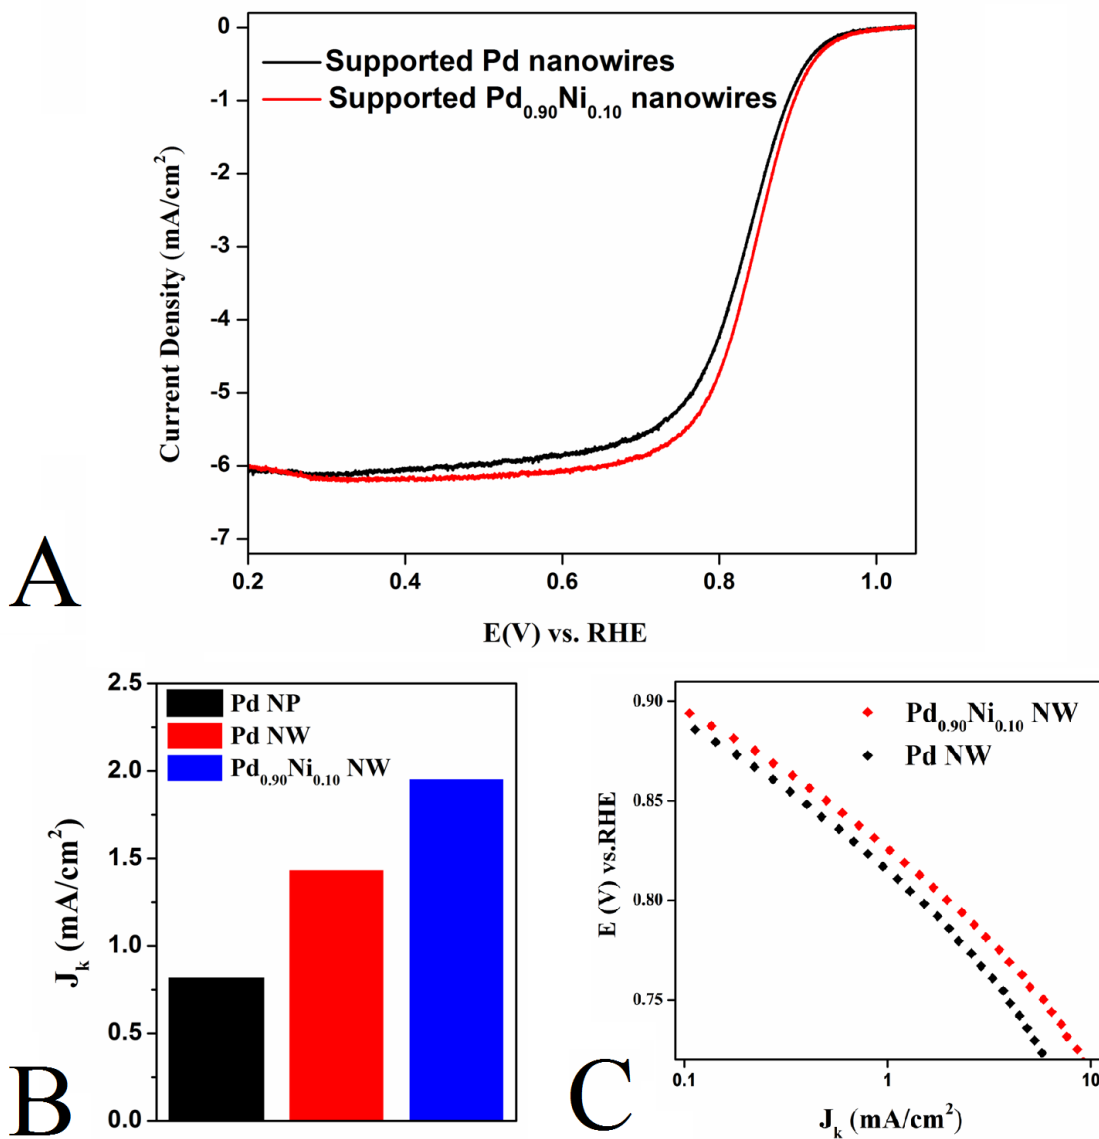 0
-1
-2
-3
-4
-5
-6
-7
Current Density (mA/cm²)
Supported Pd nanowires
Supported Pd₀.₉₀Ni₀.₁₀ nanowires
0.2 0.4 0.6 0.8 1.0
E(V) vs. RHE
A
2.5
2.0
1.5
1.0
0.5
0.0
Jₖ (mA/cm²)
Pd NP
Pd NW
Pd₀.₉₀Ni₀.₁₀ NW
B
0.90
0.85
0.80
0.75
E (V) vs.RHE
Pd₀.₉₀Ni₀.₁₀ NW
Pd NW
0.1 1 10
Jₖ (mA/cm²)
C